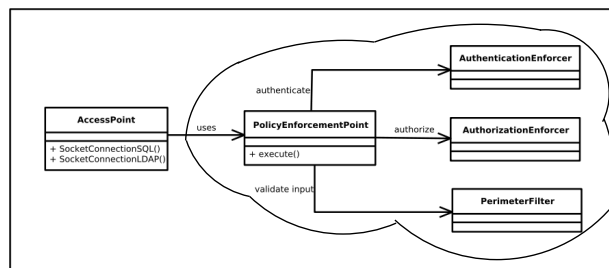 AuthenticationEnforcer
authenticate
AccessPoint
+ SocketConnectionSQL()
+ SocketConnectionLDAP()
uses
PolicyEnforcementPoint
+ execute()
authorize
AuthorizationEnforcer
validate input
PerimeterFilter